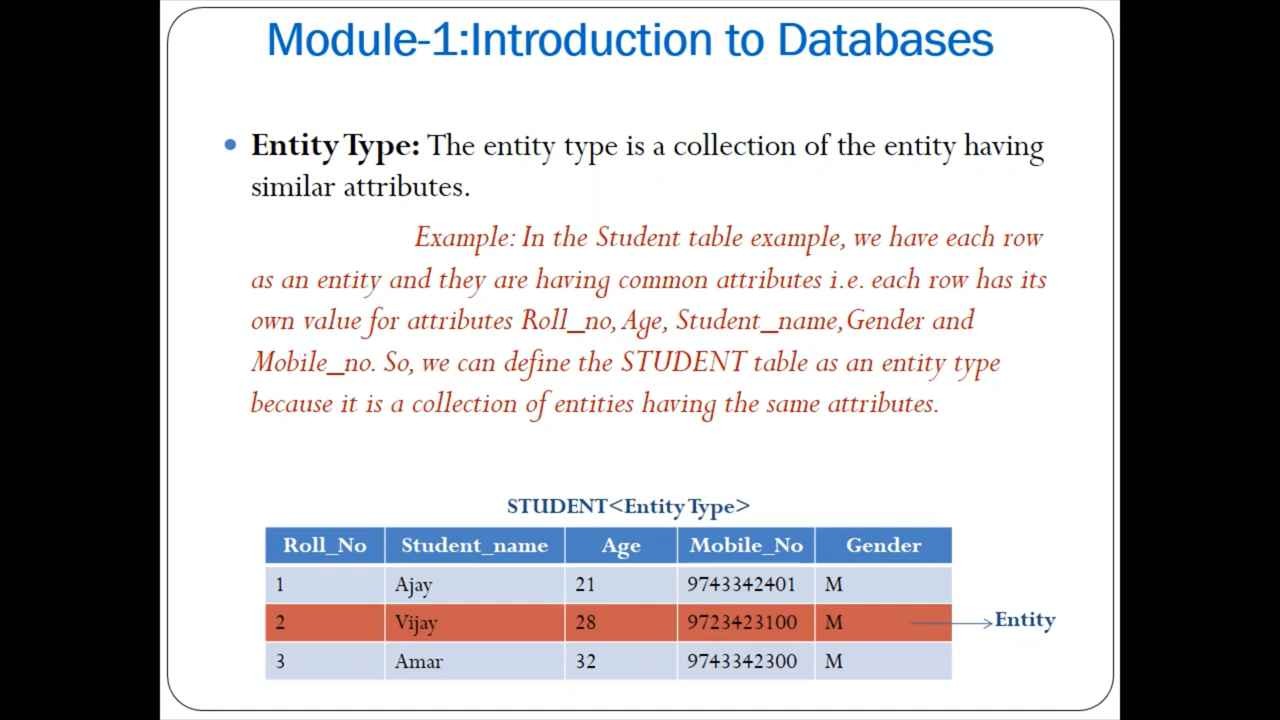 Module-1:Introduction to Databases
• Entity Type: The entity type is a collection of the entity having
similar attributes.
Example: In the Student table example, we have each row
as an entity and they are having common attributes i.e. each row has its
own value for attributes Roll_no, Age, Student_name, Gender and
Mobile_no. So, we can define the STUDENT table as an entity type
because it is a collection of entities having the same attributes.
STUDENT<Entity Type>
Roll_No Student_name Age Mobile_No Gender
1 Ajay 21 9743342401 M
2 Vijay 28 9723423100 M Entity
3 Amar 32 9743342300 M